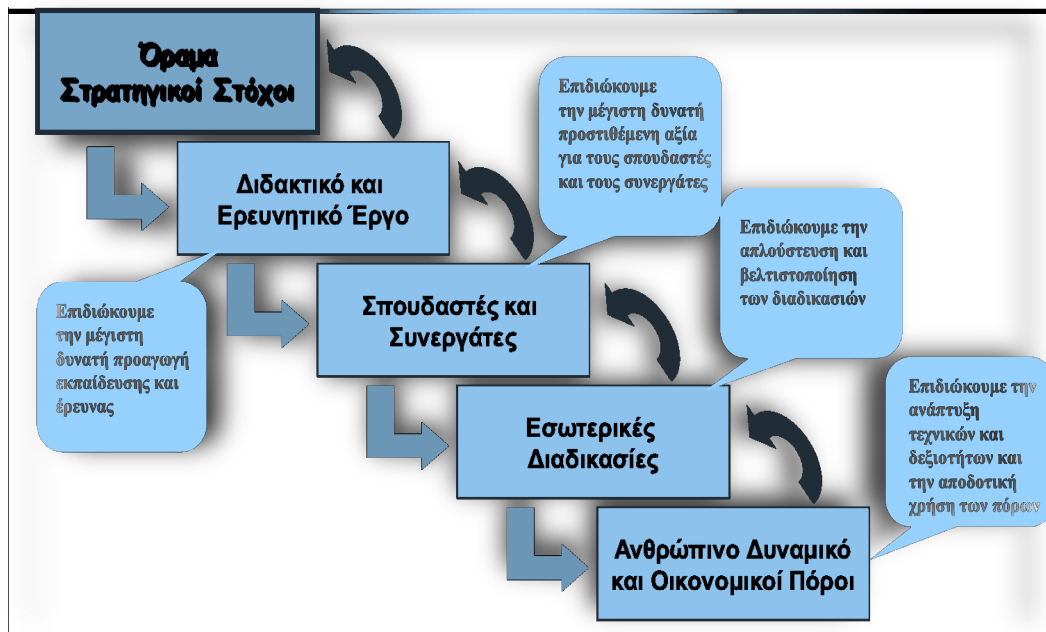 Όραμα
Στρατηγικοί Στόχοι
Επιδιώκουμε
την μέγιστη δυνατή
προστιθέμενη αξία
για τους σπουδαστές
και τους συνεργάτες
Διδακτικό και
Ερευνητικό Έργο
Επιδιώκουμε την
απλούστευση και
βελτιστοποίηση
των διαδικασιών
Σπουδαστές και
Συνεργάτες
Επιδιώκουμε
την μέγιστη
δυνατή προαγωγή
εκπαίδευσης και
έρευνας
Επιδιώκουμε την
ανάπτυξη
τεχνικών και
δεξιοτήτων και
την αποδοτική
χρήση των πόρων
Εσωτερικές
Διαδικασίες
Ανθρώπινο Δυναμικό
και Οικονομικοί Πόροι